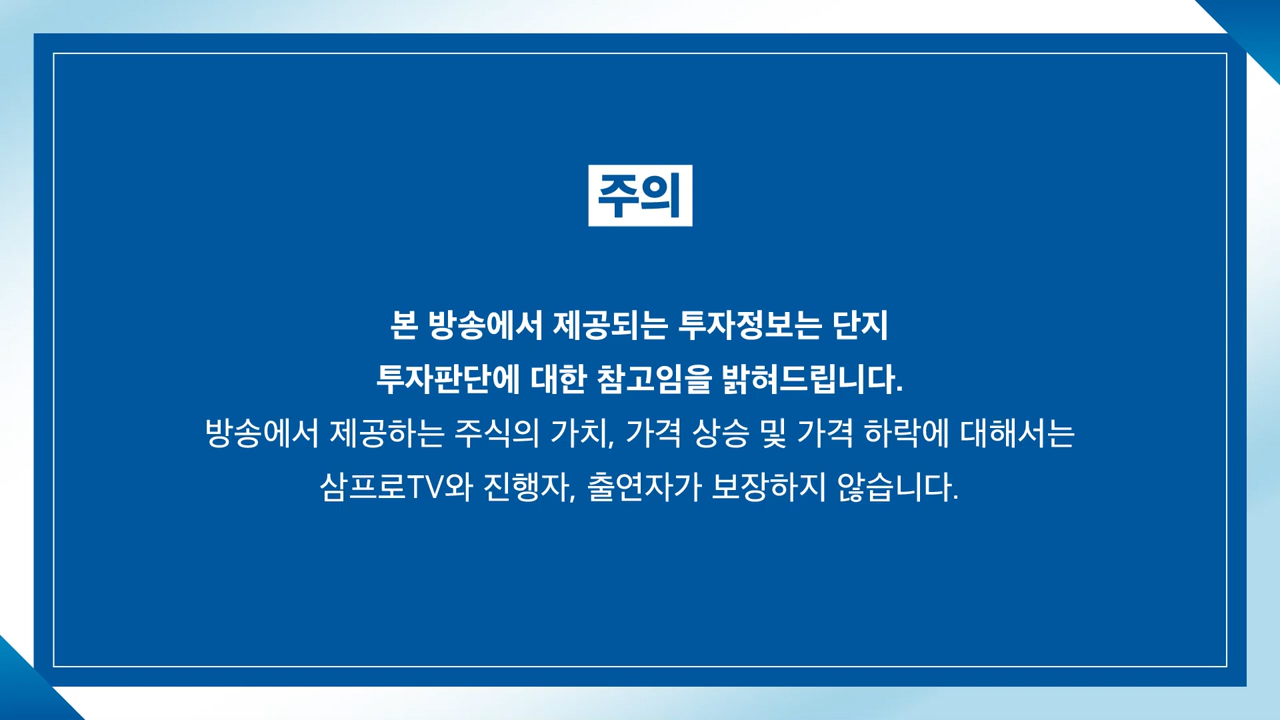 주의
본 방송에서 제공되는 투자정보는 단지
투자판단에 대한 참고임을 밝혀드립니다.
방송에서 제공하는 주식의 가치, 가격 상승 및 가격 하락에 대해서는
삼프로TV와 진행자, 출연자가 보장하지 않습니다.